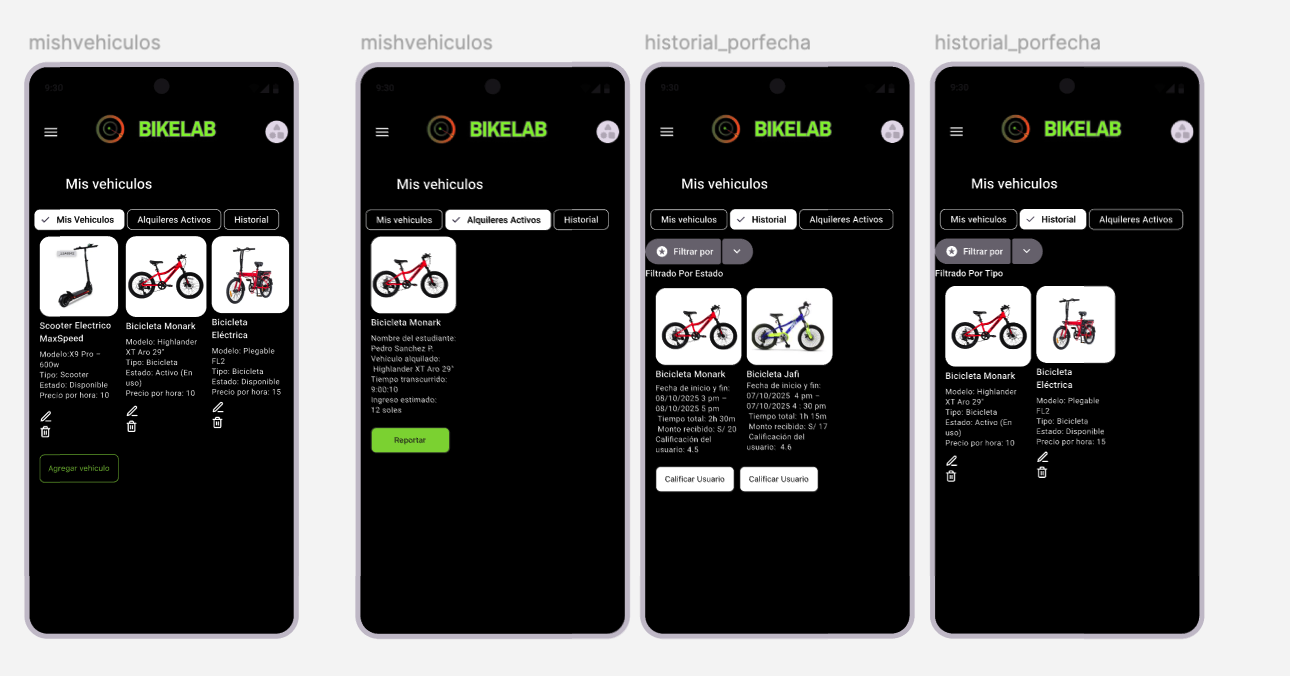 mishvehiculos
9:30
BIKELAB
Mis vehiculos
Mis Vehiculos
Alquileres Activos
Historial
Scooter Electrico
MaxSpeed
Modelo:X9 Pro –
600w
Tipo: Scooter
Estado: Disponible
Precio por hora: 10
Bicicleta Monark
Modelo: Highlander
XT Aro 29"
Tipo: Bicicleta
Estado: Activo (En
uso)
Precio por hora: 10
Bicicleta
Eléctrica
Modelo: Plegable
FL2
Tipo: Bicicleta
Estado: Disponible
Precio por hora: 15
Agregar vehículo
mishvehiculos
9:30
BIKELAB
Mis vehiculos
Mis vehiculos
Alquileres Activos
Historial
Bicicleta Monark
Nombre del estudiante:
Pedro Sanchez P.
Vehículo alquilado:
Highlander XT Aro 29"
Tiempo transcurrido:
9:00:10
Ingreso estimado:
12 soles
Reportar
historial_porfecha
9:30
BIKELAB
Mis vehiculos
Mis vehiculos
Historial
Alquileres Activos
Filtrar por
Filtrado Por Estado
Bicicleta Monark
Fecha de inicio y fin:
08/10/2025 3 pm –
08/10/2025 5 pm
Tiempo total: 2h 30m
Monto recibido: S/ 20
Calificación del
usuario: 4.5
Calificar Usuario
Bicicleta Jafi
Fecha de inicio y fin:
07/10/2025 4 pm –
07/10/2025 4 : 30 pm
Tiempo total: 1h 15m
Monto recibido: S/ 17
Calificación del
usuario: 4.6
Calificar Usuario
historial_porfecha
9:30
BIKELAB
Mis vehiculos
Mis vehiculos
Historial
Alquileres Activos
Filtrar por
Filtrado Por Tipo
Bicicleta Monark
Modelo: Highlander
XT Aro 29"
Tipo: Bicicleta
Estado: Activo (En
uso)
Precio por hora: 10
Bicicleta
Eléctrica
Modelo: Plegable
FL2
Tipo: Bicicleta
Estado: Disponible
Precio por hora: 15